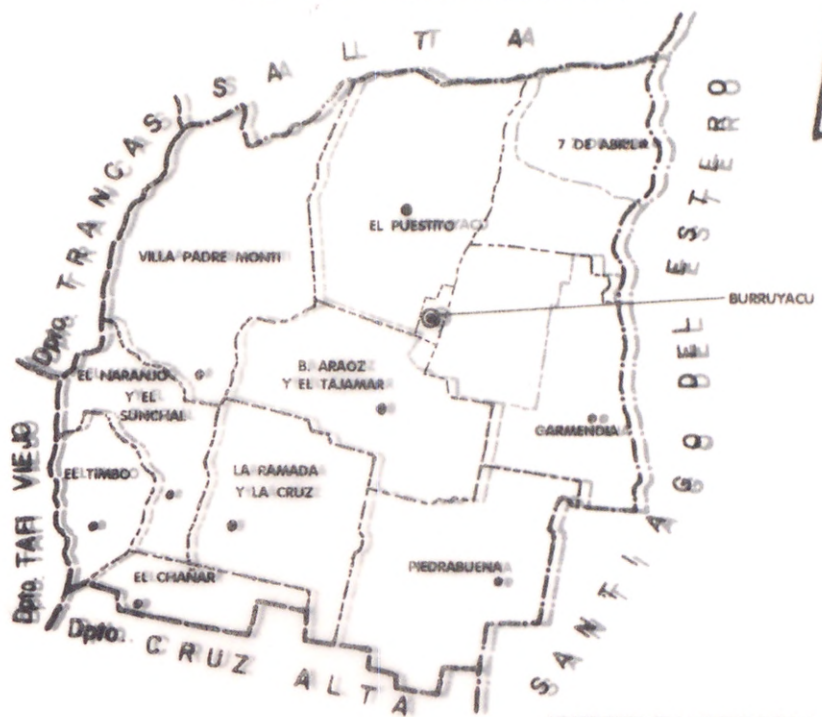 SALTA
Dpto. TRANCAS
7 DE ABRIL
EL PUESTITO
VILLA PADRE MONTI
SANTIAGO DEL ESTERO
BURRUYACU
B. ARAOZ
Y EL TAJAMAR
EL NARANJO
Y EL
SUNCHAL
GARMENDIA
EL TIMBO
LA RAMADA
Y LA CRUZ
Dpto. TAFI VIEJO
PIEDRABUENA
EL CHAÑAR
Dpto. CRUZ ALTA